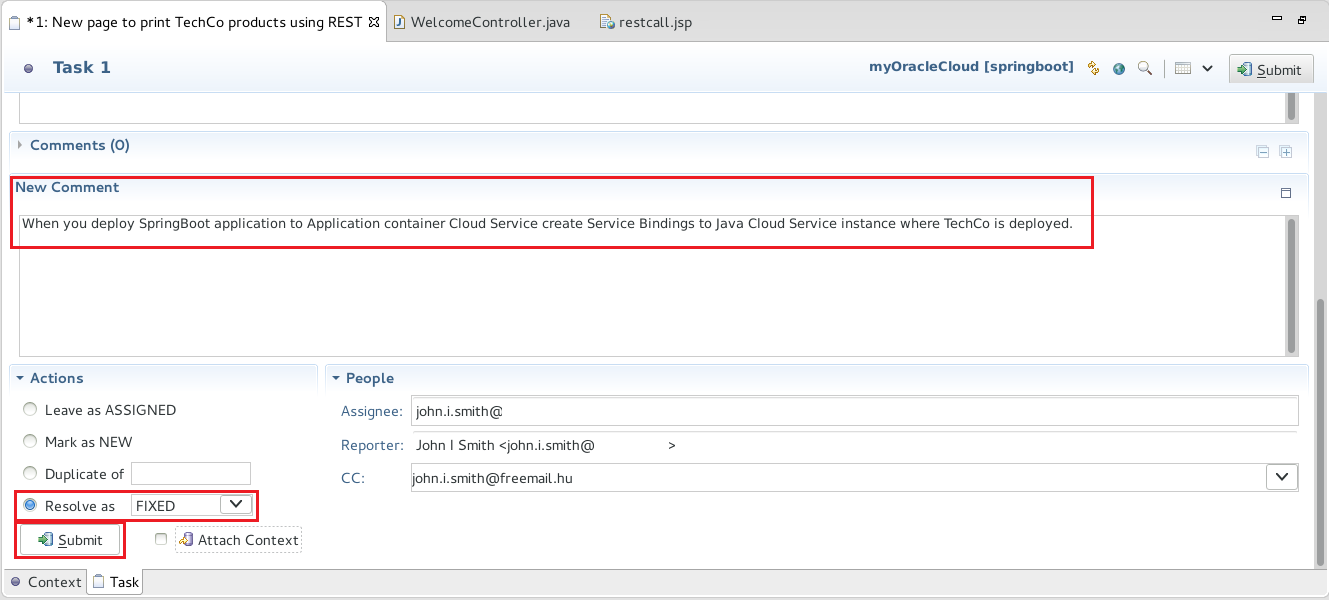 *1: New page to print TechCo products using REST
WelcomeController.java
restcall.jsp
Task 1
myOracleCloud [springboot]
Submit
Comments (0)
New Comment
When you deploy SpringBoot application to Application container Cloud Service create Service Bindings to Java Cloud Service instance where TechCo is deployed.
Actions
People
Leave as ASSIGNED
Assignee: john.i.smith@
Mark as NEW
Reporter: John I Smith <john.i.smith@ >
Duplicate of
CC: john.i.smith@freemail.hu
Resolve as FIXED
Submit
Attach Context
Context
Task